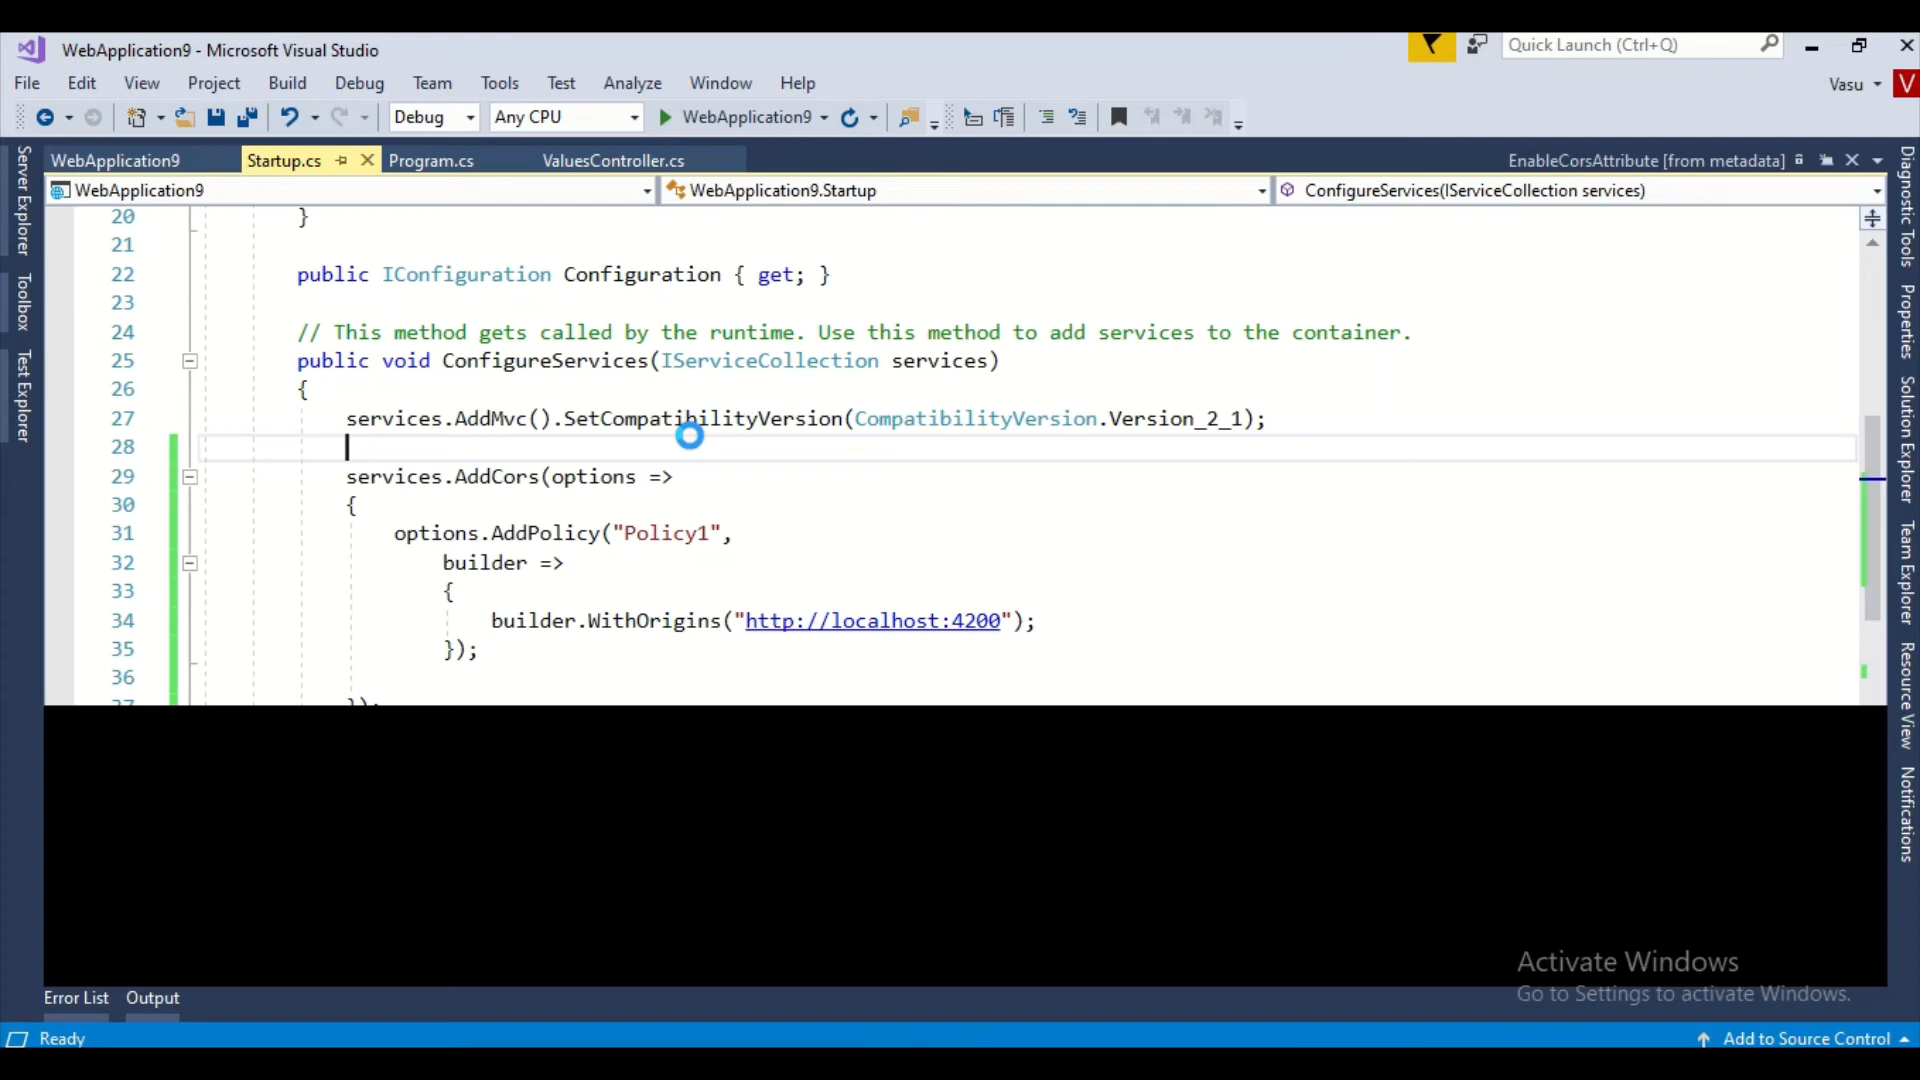 WebApplication9 - Microsoft Visual Studio
Quick Launch (Ctrl+Q)
File Edit View Project Build Debug Team Tools Test Analyze Window Help
Vasu V
Debug Any CPU WebApplication9
WebApplication9 Startup.cs Program.cs ValuesController.cs EnableCorsAttribute [from metadata]
WebApplication9 WebApplication9.Startup ConfigureServices(IServiceCollection services)
20 }
21
22 public IConfiguration Configuration { get; }
23
24 // This method gets called by the runtime. Use this method to add services to the container.
25 public void ConfigureServices(IServiceCollection services)
26 {
27 services.AddMvc().SetCompatibilityVersion(CompatibilityVersion.Version_2_1);
28
29 services.AddCors(options =>
30 {
31 options.AddPolicy("Policy1",
32 builder =>
33 {
34 builder.WithOrigins("http://localhost:4200");
35 });
36
37 });
Server Explorer
Toolbox
Test Explorer
Diagnostic Tools
Properties
Solution Explorer
Team Explorer
Resource View
Notifications
Activate Windows
Go to Settings to activate Windows.
Error List Output
Ready
Add to Source Control